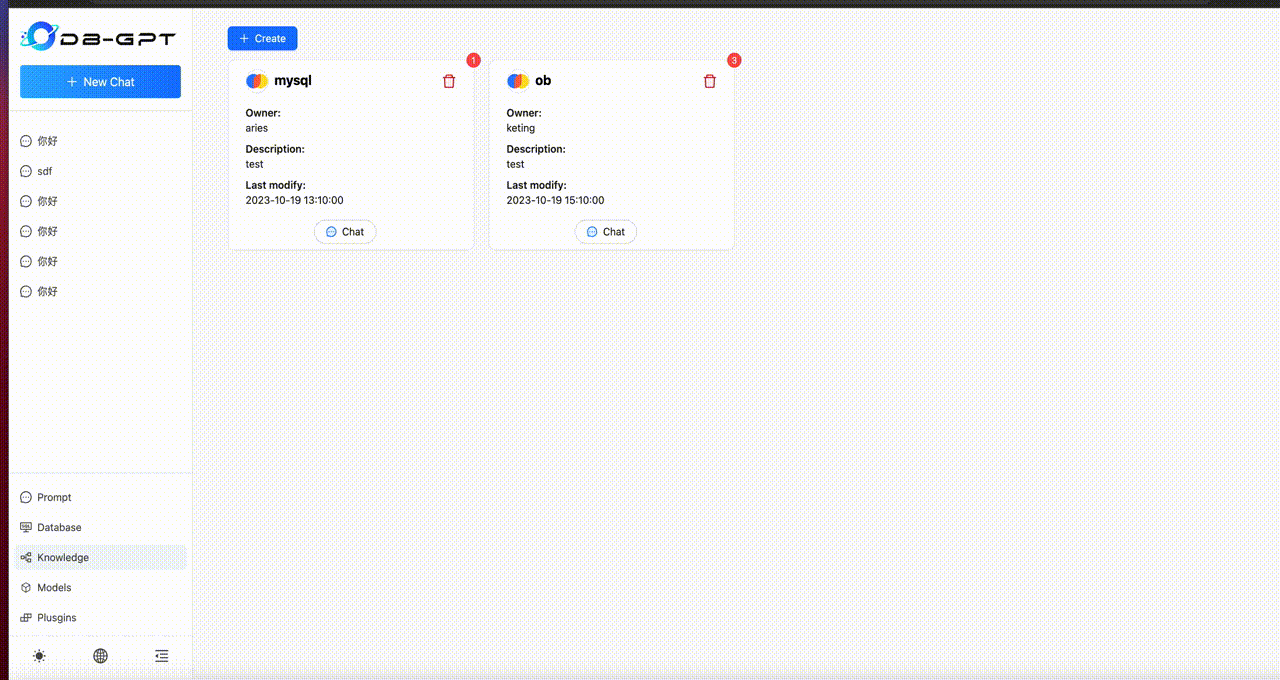 DB-GPT
+ New Chat
你好
sdf
你好
你好
你好
你好
Prompt
Database
Knowledge
Models
Plusgins
+ Create
1
mysql
Owner:
aries
Description:
test
Last modify:
2023-10-19 13:10:00
Chat
3
ob
Owner:
keting
Description:
test
Last modify:
2023-10-19 15:10:00
Chat